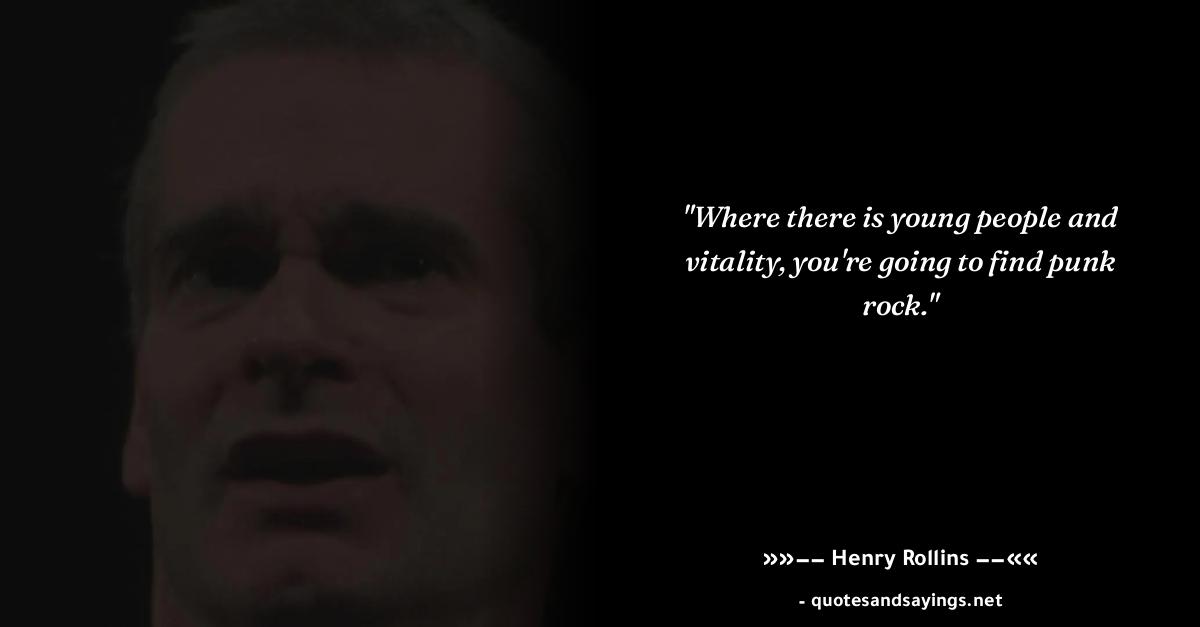 "Where there is young people and
vitality, you're going to find punk
rock."
»»−− Henry Rollins −−««
- quotesandsayings.net